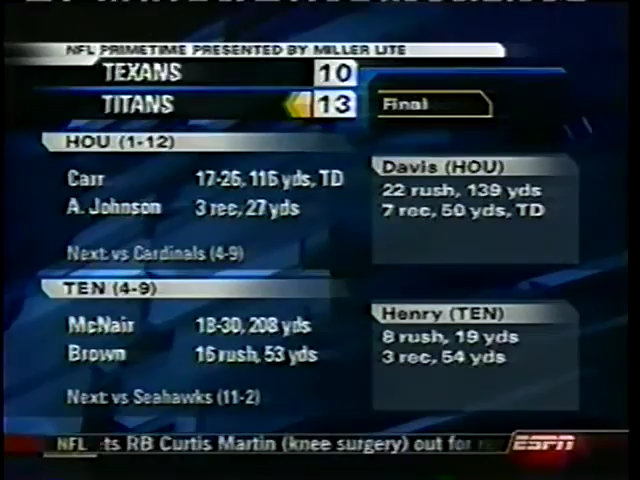 NFL PRIMETIME PRESENTED BY MILLER LITE
TEXANS 10
TITANS 13
Final
HOU (1-12)
Carr 17-26, 116 yds, TD
A. Johnson 3 rec, 27 yds
Next: vs Cardinals (4-9)
Davis (HOU)
22 rush, 139 yds
7 rec, 50 yds, TD
TEN (4-9)
McNair 18-30, 208 yds
Brown 16 rush, 53 yds
Next: vs Seahawks (11-2)
Henry (TEN)
8 rush, 19 yds
3 rec, 54 yds
NFL ts RB Curtis Martin (knee surgery) out for
ESPN